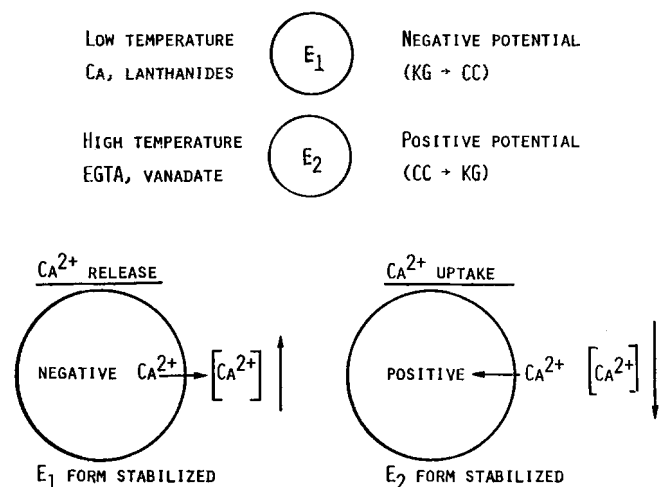 LOW TEMPERATURE
CA, LANTHANIDES
E1
NEGATIVE POTENTIAL
(KG → CC)
HIGH TEMPERATURE
EGTA, VANADATE
E2
POSITIVE POTENTIAL
(CC → KG)
CA2+ RELEASE
NEGATIVE CA2+ → [CA2+] ↑
E1 FORM STABILIZED
CA2+ UPTAKE
POSITIVE ← CA2+ [CA2+] ↓
E2 FORM STABILIZED